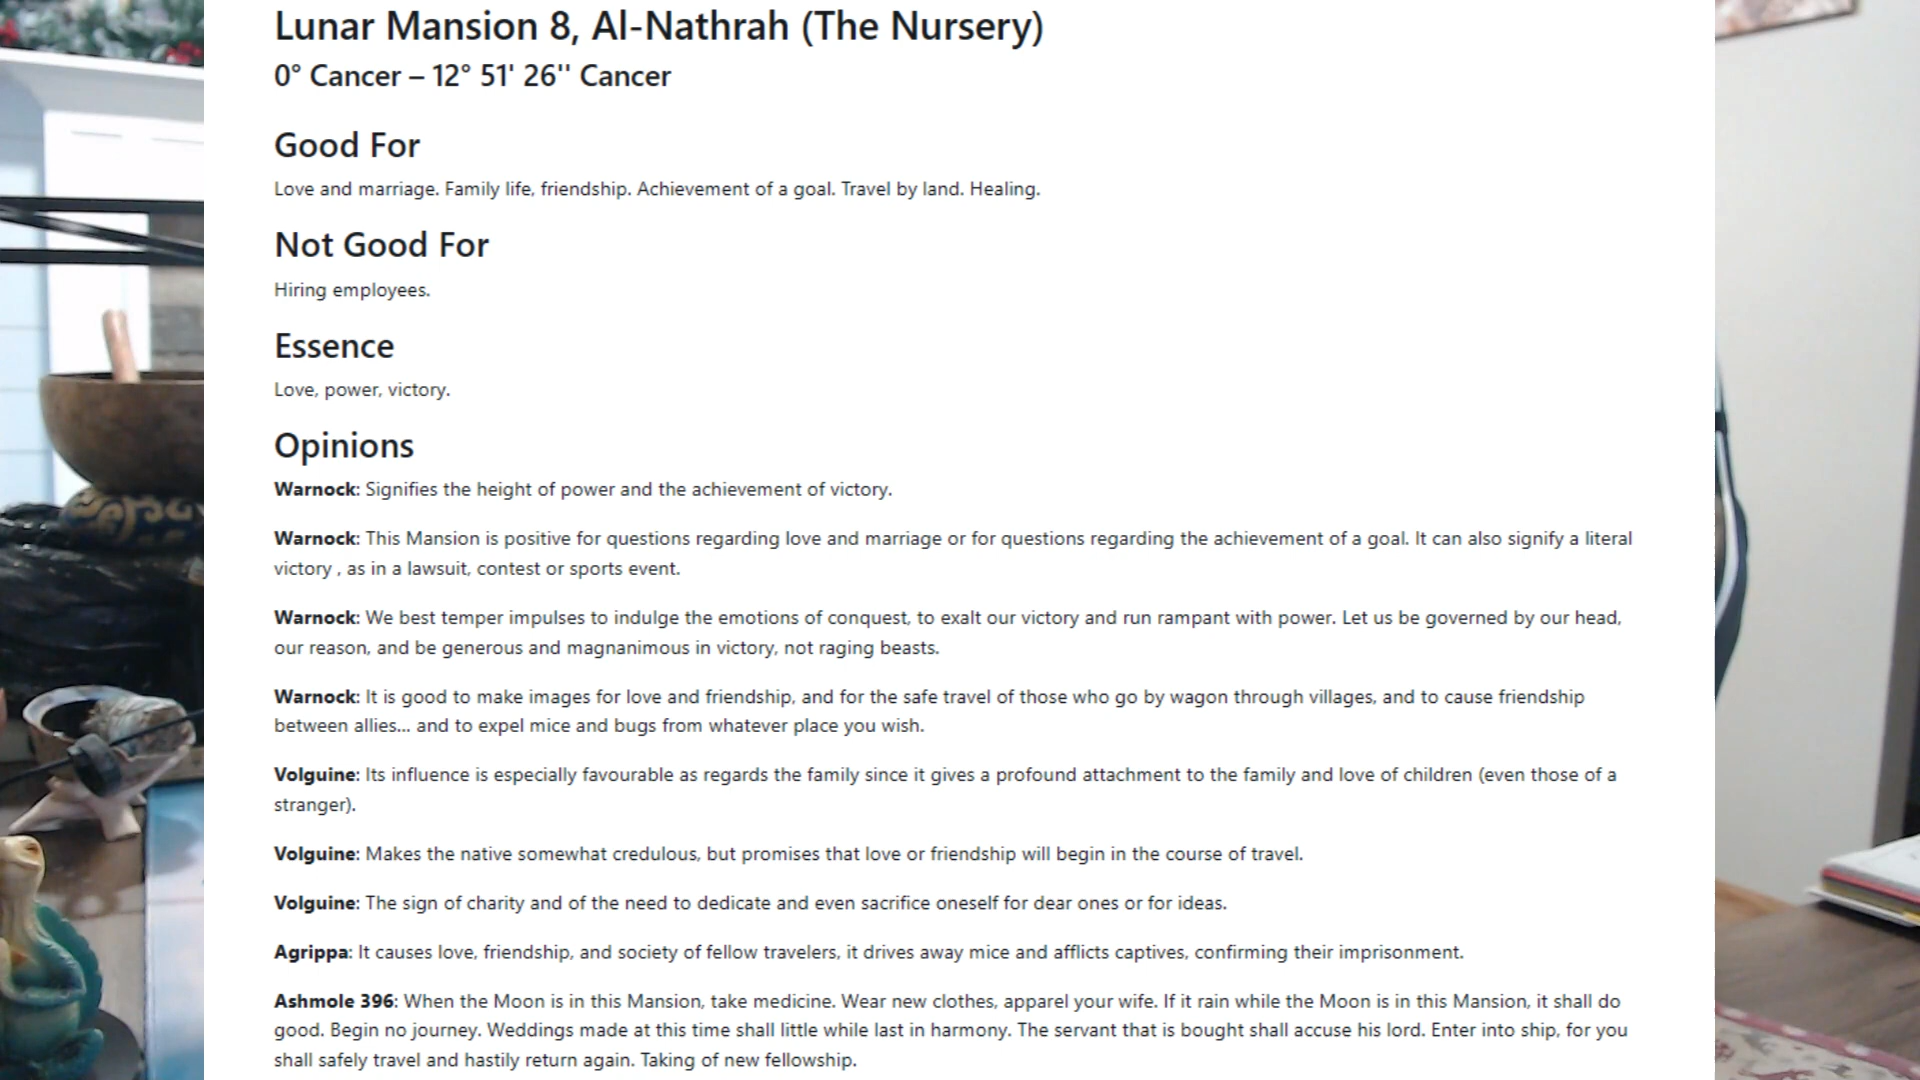 Lunar Mansion 8, Al-Nathrah (The Nursery)
0° Cancer – 12° 51' 26'' Cancer
Good For
Love and marriage. Family life, friendship. Achievement of a goal. Travel by land. Healing.
Not Good For
Hiring employees.
Essence
Love, power, victory.
Opinions
Warnock: Signifies the height of power and the achievement of victory.
Warnock: This Mansion is positive for questions regarding love and marriage or for questions regarding the achievement of a goal. It can also signify a literal
victory , as in a lawsuit, contest or sports event.
Warnock: We best temper impulses to indulge the emotions of conquest, to exalt our victory and run rampant with power. Let us be governed by our head,
our reason, and be generous and magnanimous in victory, not raging beasts.
Warnock: It is good to make images for love and friendship, and for the safe travel of those who go by wagon through villages, and to cause friendship
between allies... and to expel mice and bugs from whatever place you wish.
Volguine: Its influence is especially favourable as regards the family since it gives a profound attachment to the family and love of children (even those of a
stranger).
Volguine: Makes the native somewhat credulous, but promises that love or friendship will begin in the course of travel.
Volguine: The sign of charity and of the need to dedicate and even sacrifice oneself for dear ones or for ideas.
Agrippa: It causes love, friendship, and society of fellow travelers, it drives away mice and afflicts captives, confirming their imprisonment.
Ashmole 396: When the Moon is in this Mansion, take medicine. Wear new clothes, apparel your wife. If it rain while the Moon is in this Mansion, it shall do
good. Begin no journey. Weddings made at this time shall little while last in harmony. The servant that is bought shall accuse his lord. Enter into ship, for you
shall safely travel and hastily return again. Taking of new fellowship.